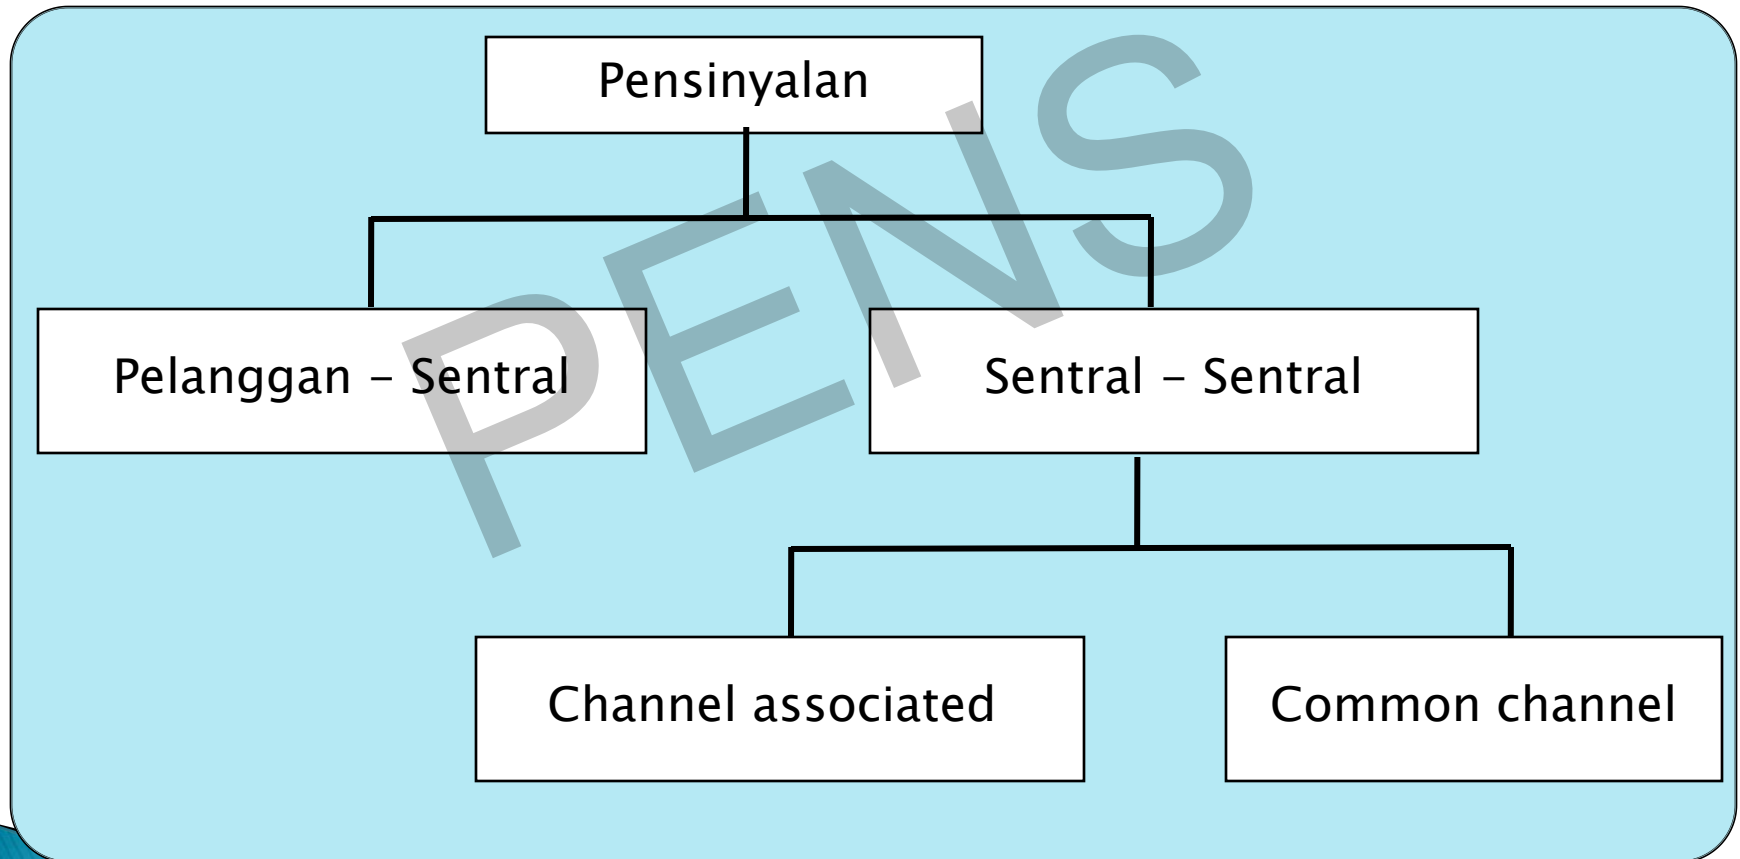 Pensinyalan
PENS
Pelanggan – Sentral
Sentral – Sentral
Channel associated
Common channel